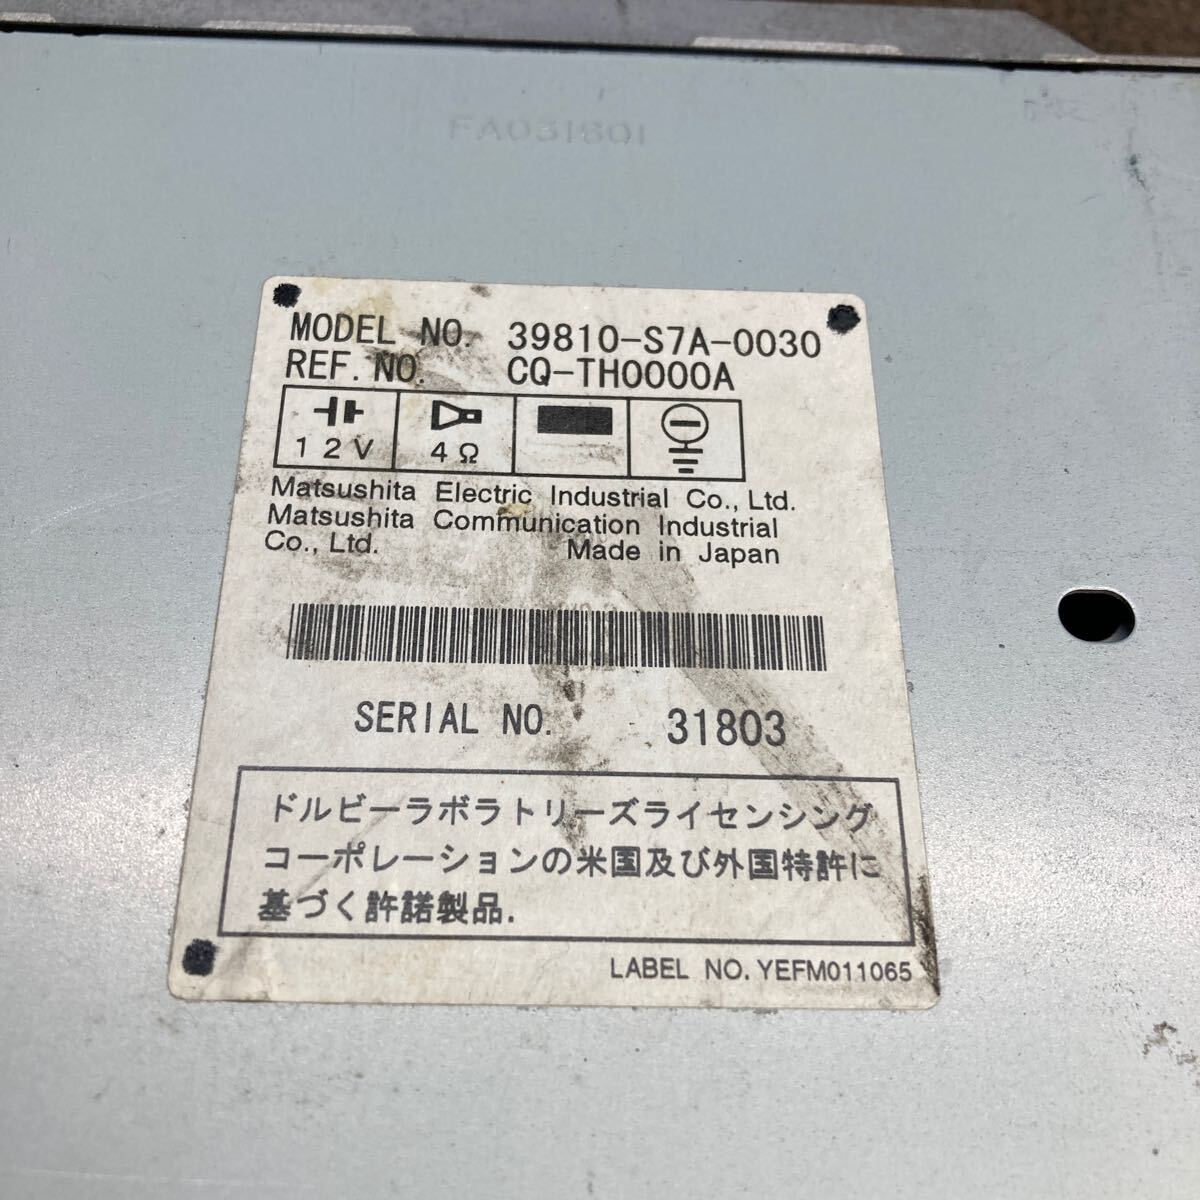 FA031801
MODEL NO. 39810-S7A-0030
REF. NO. CQ-TH0000A
12V 4Ω
Matsushita Electric Industrial Co., Ltd.
Matsushita Communication Industrial
Co., Ltd. Made in Japan
SERIAL NO. 31803
ドルビーラボラトリーズライセンシング
コーポレーションの米国及び外国特許に
基づく許諾製品.
LABEL NO. YEFM011065